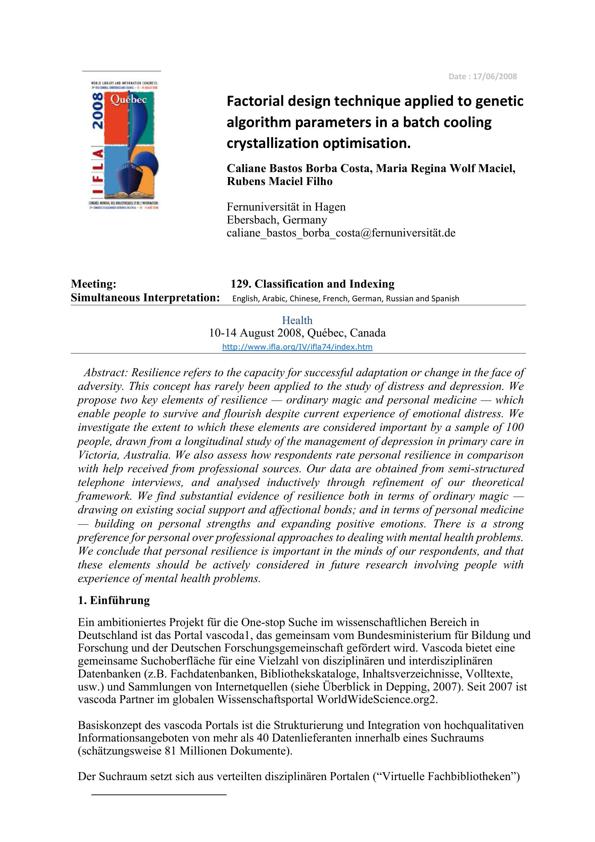 Date : 17/06/2008
WORLD LIBRARY AND INFORMATION CONGRESS:
Québec
IFLA 2008
Factorial design technique applied to genetic
algorithm parameters in a batch cooling
crystallization optimisation.
Caliane Bastos Borba Costa, Maria Regina Wolf Maciel,
Rubens Maciel Filho
Fernuniversität in Hagen
Ebersbach, Germany
caliane_bastos_borba_costa@fernuniversität.de
Meeting: 129. Classification and Indexing
Simultaneous Interpretation: English, Arabic, Chinese, French, German, Russian and Spanish
Health
10-14 August 2008, Québec, Canada
http://www.ifla.org/IV/ifla74/index.htm
Abstract: Resilience refers to the capacity for successful adaptation or change in the face of
adversity. This concept has rarely been applied to the study of distress and depression. We
propose two key elements of resilience — ordinary magic and personal medicine — which
enable people to survive and flourish despite current experience of emotional distress. We
investigate the extent to which these elements are considered important by a sample of 100
people, drawn from a longitudinal study of the management of depression in primary care in
Victoria, Australia. We also assess how respondents rate personal resilience in comparison
with help received from professional sources. Our data are obtained from semi-structured
telephone interviews, and analysed inductively through refinement of our theoretical
framework. We find substantial evidence of resilience both in terms of ordinary magic —
drawing on existing social support and affectional bonds; and in terms of personal medicine
— building on personal strengths and expanding positive emotions. There is a strong
preference for personal over professional approaches to dealing with mental health problems.
We conclude that personal resilience is important in the minds of our respondents, and that
these elements should be actively considered in future research involving people with
experience of mental health problems.
1. Einführung
Ein ambitioniertes Projekt für die One-stop Suche im wissenschaftlichen Bereich in
Deutschland ist das Portal vascoda1, das gemeinsam vom Bundesministerium für Bildung und
Forschung und der Deutschen Forschungsgemeinschaft gefördert wird. Vascoda bietet eine
gemeinsame Suchoberfläche für eine Vielzahl von disziplinären und interdisziplinären
Datenbanken (z.B. Fachdatenbanken, Bibliothekskataloge, Inhaltsverzeichnisse, Volltexte,
usw.) und Sammlungen von Internetquellen (siehe Überblick in Depping, 2007). Seit 2007 ist
vascoda Partner im globalen Wissenschaftsportal WorldWideScience.org2.
Basiskonzept des vascoda Portals ist die Strukturierung und Integration von hochqualitativen
Informationsangeboten von mehr als 40 Datenlieferanten innerhalb eines Suchraums
(schätzungsweise 81 Millionen Dokumente).
Der Suchraum setzt sich aus verteilten disziplinären Portalen (“Virtuelle Fachbibliotheken”)